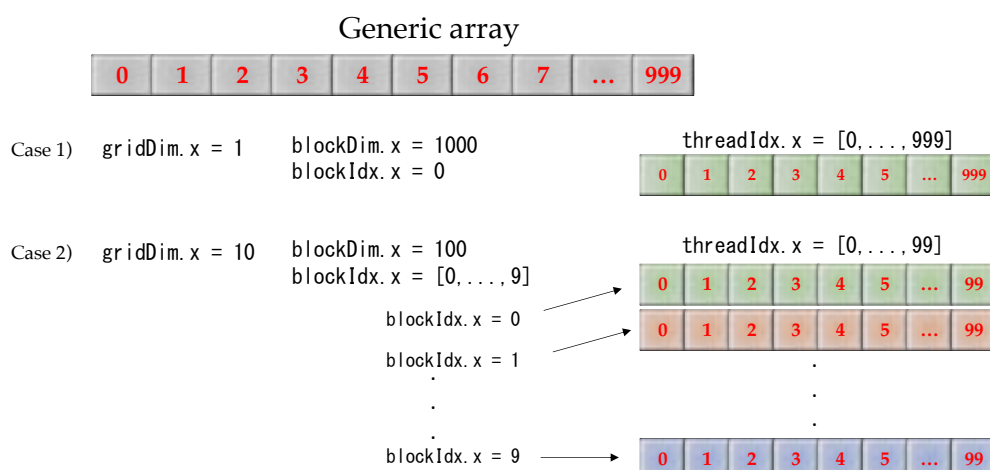 Generic array
0 1 2 3 4 5 6 7 ... 999
Case 1) gridDim.x = 1 blockDim.x = 1000 threadIdx.x = [0,...,999]
blockIdx.x = 0
0 1 2 3 4 5 ... 999
Case 2) gridDim.x = 10 blockDim.x = 100 threadIdx.x = [0,...,99]
blockIdx.x = [0,...,9]
0 1 2 3 4 5 ... 99
blockIdx.x = 0
0 1 2 3 4 5 ... 99
blockIdx.x = 1
. .
. .
. .
blockIdx.x = 9 0 1 2 3 4 5 ... 99